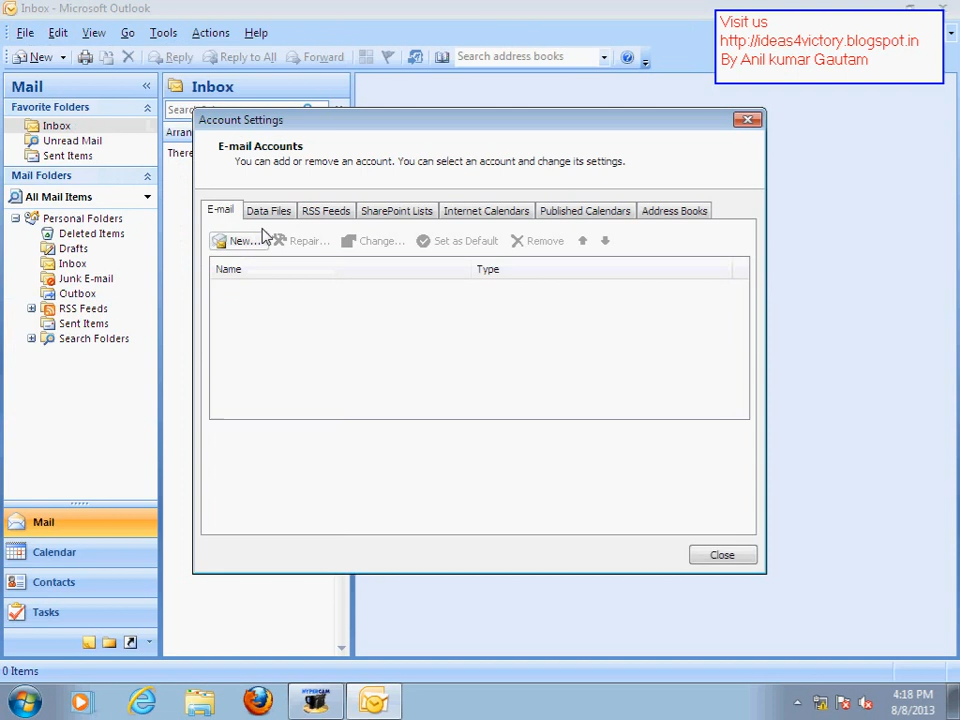 Inbox - Microsoft Outlook
File Edit View Go Tools Actions Help
New Reply Reply to All Forward Search address books
Visit us
http://ideas4victory.blogspot.in
By Anil kumar Gautam
Mail «
Favorite Folders
Inbox
Unread Mail
Sent Items
Mail Folders
All Mail Items
Personal Folders
Deleted Items
Drafts
Inbox
Junk E-mail
Outbox
RSS Feeds
Sent Items
Search Folders
Mail
Calendar
Contacts
Tasks
Inbox
Searc
Arran
There
Account Settings
E-mail Accounts
You can add or remove an account. You can select an account and change its settings.
E-mail Data Files RSS Feeds SharePoint Lists Internet Calendars Published Calendars Address Books
New... Repair... Change... Set as Default Remove
Name Type
Close
0 Items
HYPERCAM
4:18 PM
8/8/2013